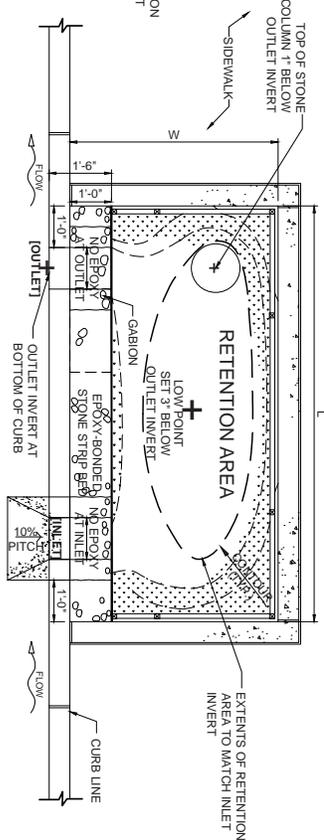 ON
T
TOP OF STONE
COLUMN 1" BELOW
OUTLET INVERT
SIDEWALK
W
L
1'-6"
1'-0"
FLOW
1'-0"
NO EPOXY
AT OUTLET
[OUTLET]
OUTLET INVERT AT
BOTTOM OF CURB
GABION
RETENTION AREA
LOW POINT
SET 3" BELOW
OUTLET INVERT
EPOXY-BONDED
STONE STRIP BED
NO EPOXY
AT INLET
[INLET]
10%
PITCH
CONTOUR
(TYP)
1'-0"
EXTENTS OF RETENTION
AREA TO MATCH INLET
INVERT
FLOW
CURB LINE